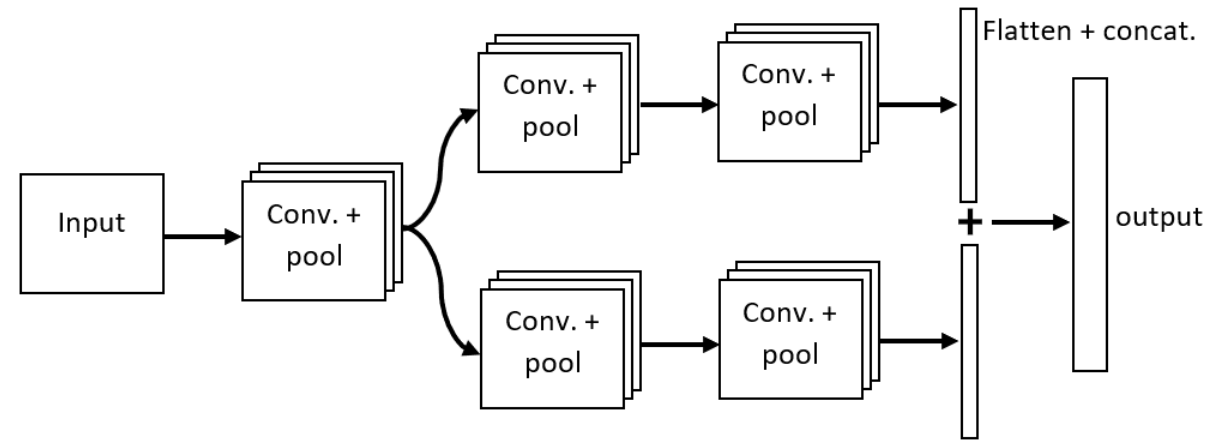 Input
Conv. +
pool
Conv. +
pool
Conv. +
pool
Conv. +
pool
Conv. +
pool
Flatten + concat.
+
output